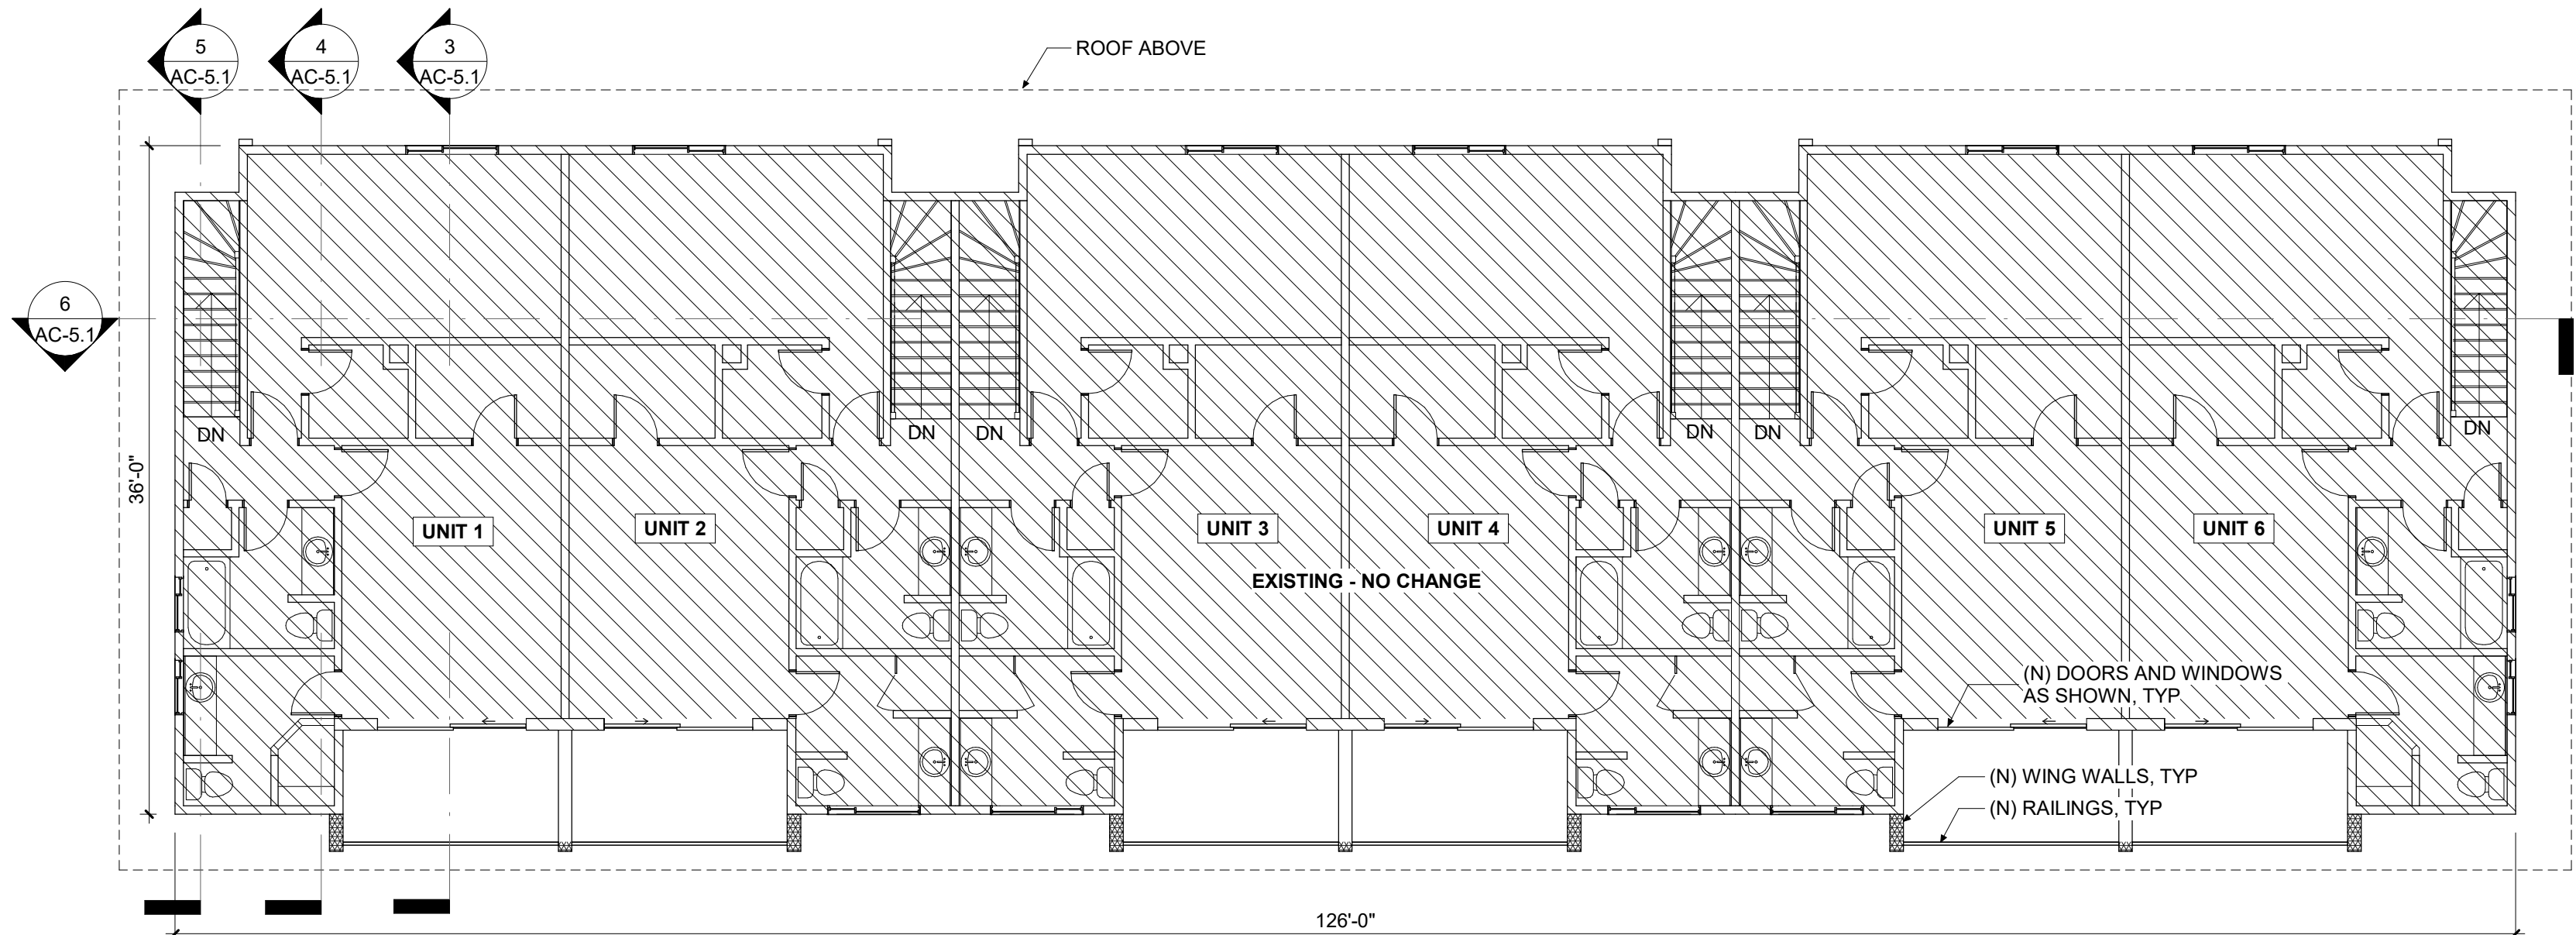 5
AC-5.1
4
AC-5.1
3
AC-5.1
ROOF ABOVE
6
AC-5.1
36'-0"
DN
DN
DN
DN
DN
DN
UNIT 1
UNIT 2
UNIT 3
UNIT 4
UNIT 5
UNIT 6
EXISTING - NO CHANGE
(N) DOORS AND WINDOWS
AS SHOWN, TYP
(N) WING WALLS, TYP
(N) RAILINGS, TYP
126'-0"